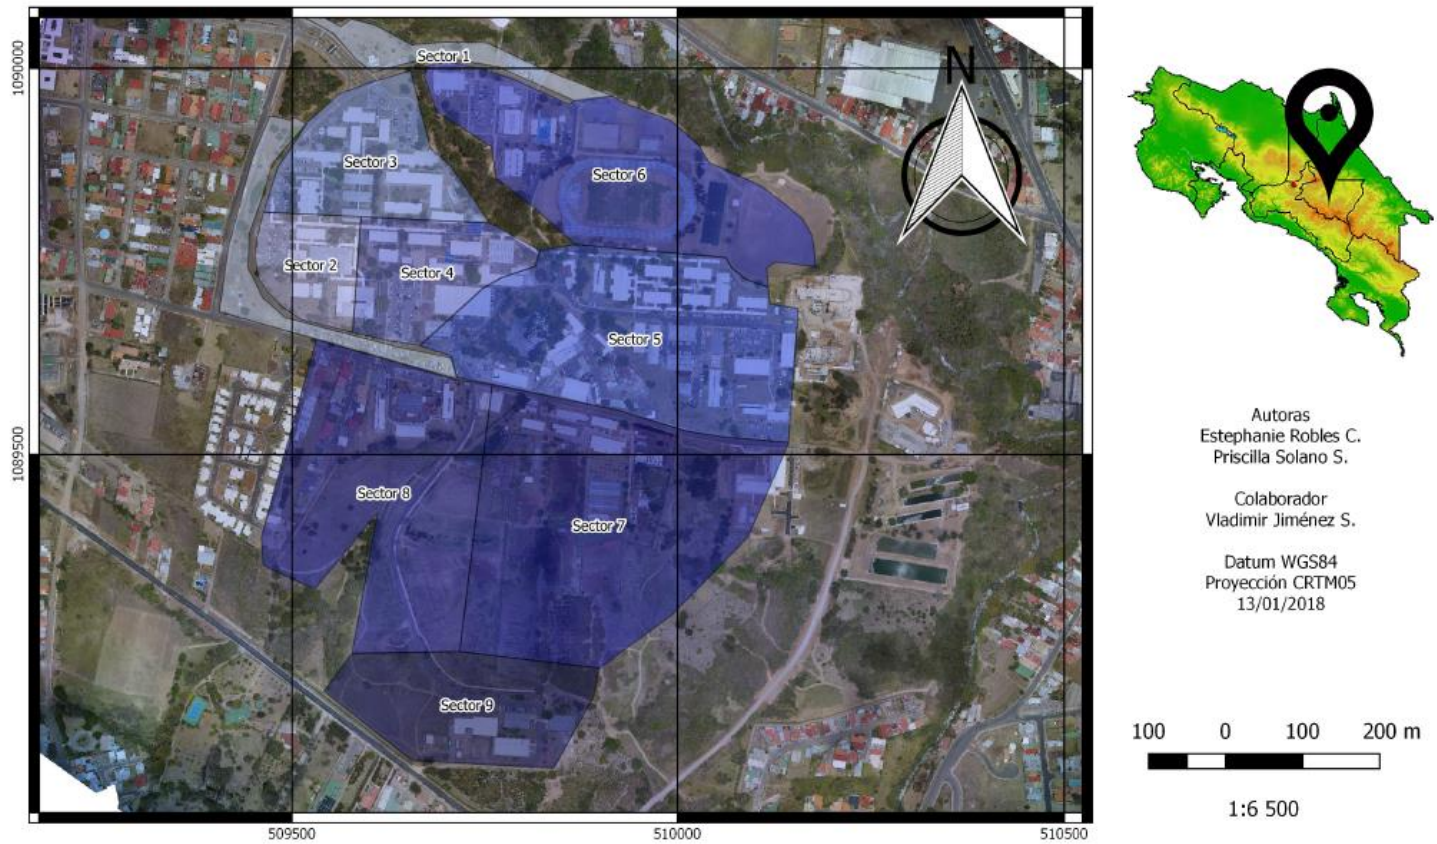 Sector 1
Sector 3
Sector 6
Sector 2
Sector 4
Sector 5
Sector 8
Sector 7
Sector 9
1090000
1089500
509500
510000
510500
N
Autoras
Estephanie Robles C.
Priscilla Solano S.
Colaborador
Vladimir Jiménez S.
Datum WGS84
Proyección CRTM05
13/01/2018
100 0 100 200 m
1:6 500